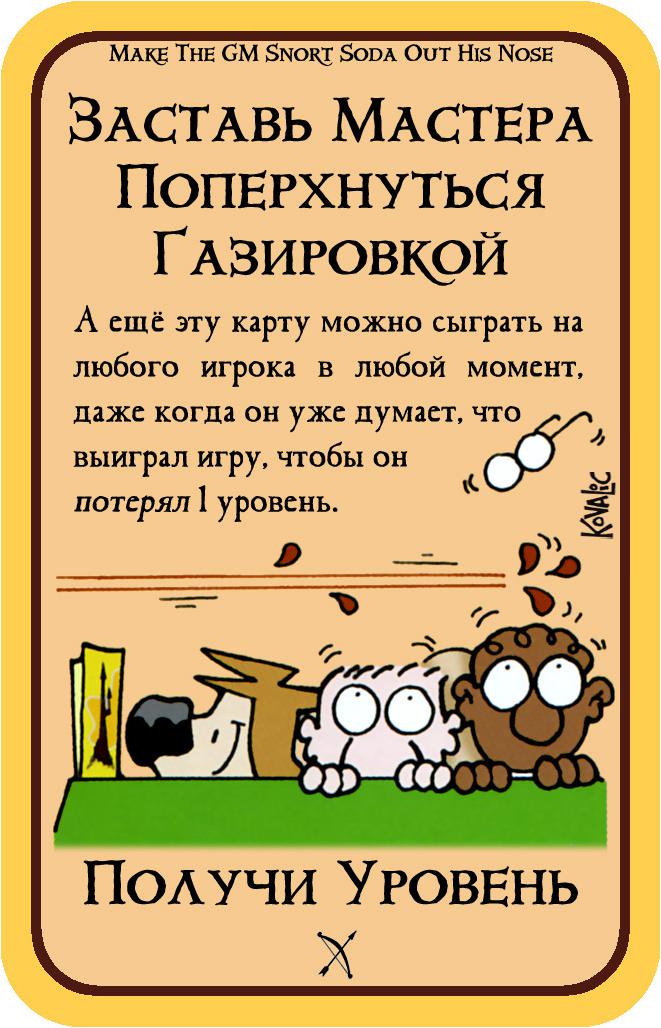 Make The GM Snort Soda Out His Nose
Заставь Мастера
Поперхнуться
Газировкой
А ещё эту карту можно сыграть на
любого игрока в любой момент,
даже когда он уже думает, что
выиграл игру, чтобы он
потерял 1 уровень.
Kovalic
Получи Уровень